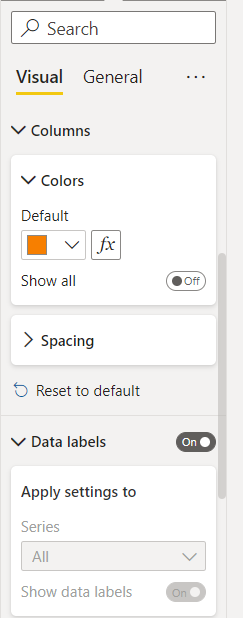 Search
Visual General ...
Columns
Colors
Default
fx
Show all Off
Spacing
Reset to default
Data labels On
Apply settings to
Series
All
Show data labels On